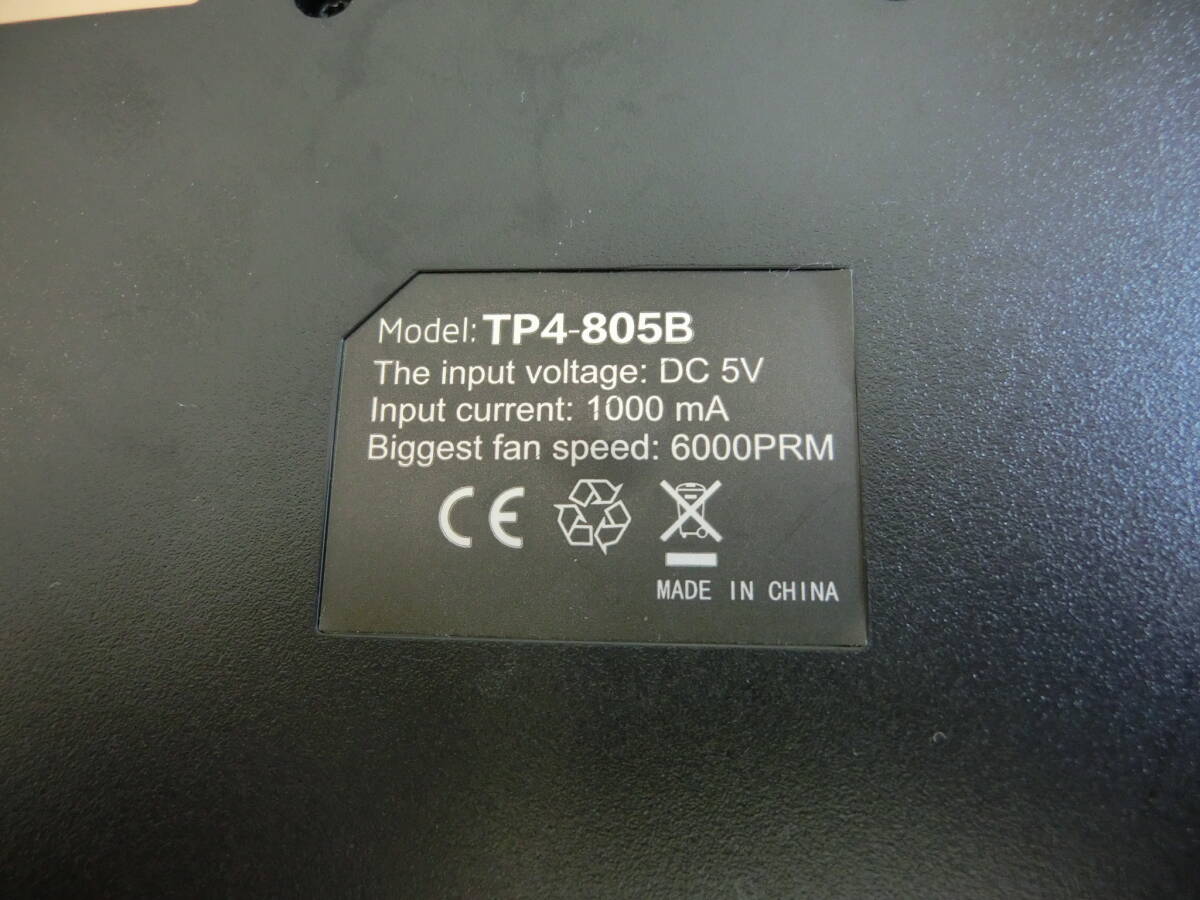 Model: TP4-805B
The input voltage: DC 5V
Input current: 1000 mA
Biggest fan speed: 6000PRM
CE
MADE IN CHINA